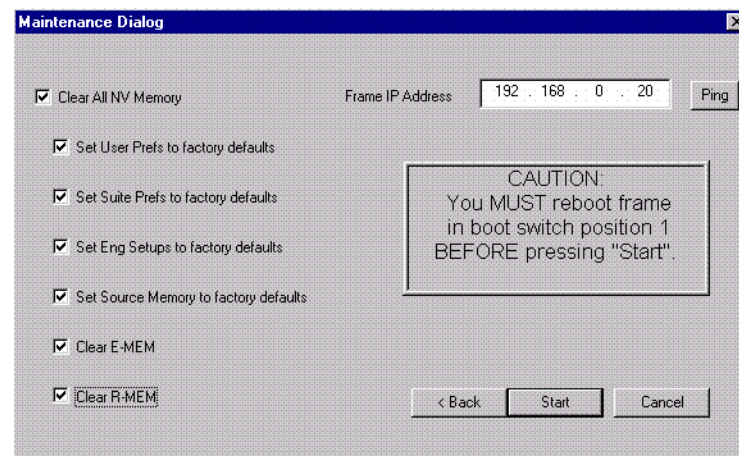 Maintenance Dialog
Clear All NV Memory
Frame IP Address
192 . 168 . 0 . 20
Ping
Set User Prefs to factory defaults
Set Suite Prefs to factory defaults
Set Eng Setups to factory defaults
Set Source Memory to factory defaults
Clear E-MEM
Clear R-MEM
CAUTION:
You MUST reboot frame
in boot switch position 1
BEFORE pressing "Start".
< Back
Start
Cancel